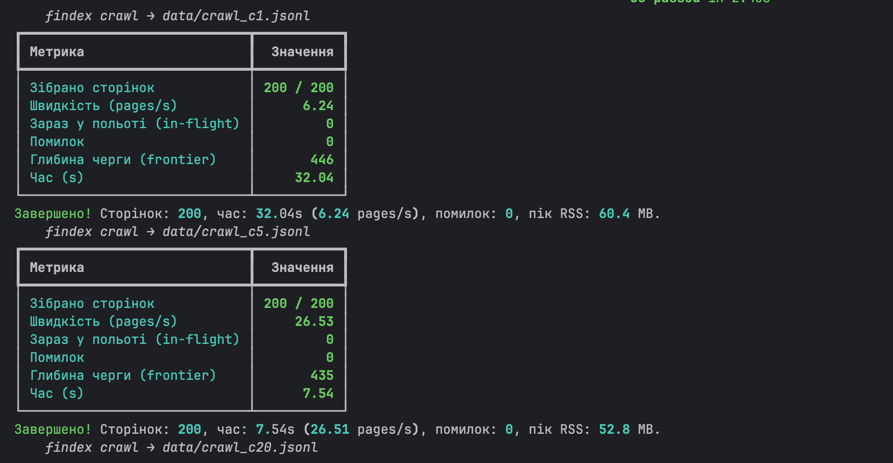 findex crawl → data/crawl_c1.jsonl
Метрика Значення
Зібрано сторінок 200 / 200
Швидкість (pages/s) 6.24
Зараз у польоті (in-flight) 0
Помилок 0
Глибина черги (frontier) 446
Час (s) 32.04
Завершено! Сторінок: 200, час: 32.04s (6.24 pages/s), помилок: 0, пік RSS: 60.4 MB.
findex crawl → data/crawl_c5.jsonl
Метрика Значення
Зібрано сторінок 200 / 200
Швидкість (pages/s) 26.53
Зараз у польоті (in-flight) 0
Помилок 0
Глибина черги (frontier) 435
Час (s) 7.54
Завершено! Сторінок: 200, час: 7.54s (26.51 pages/s), помилок: 0, пік RSS: 52.8 MB.
findex crawl → data/crawl_c20.jsonl